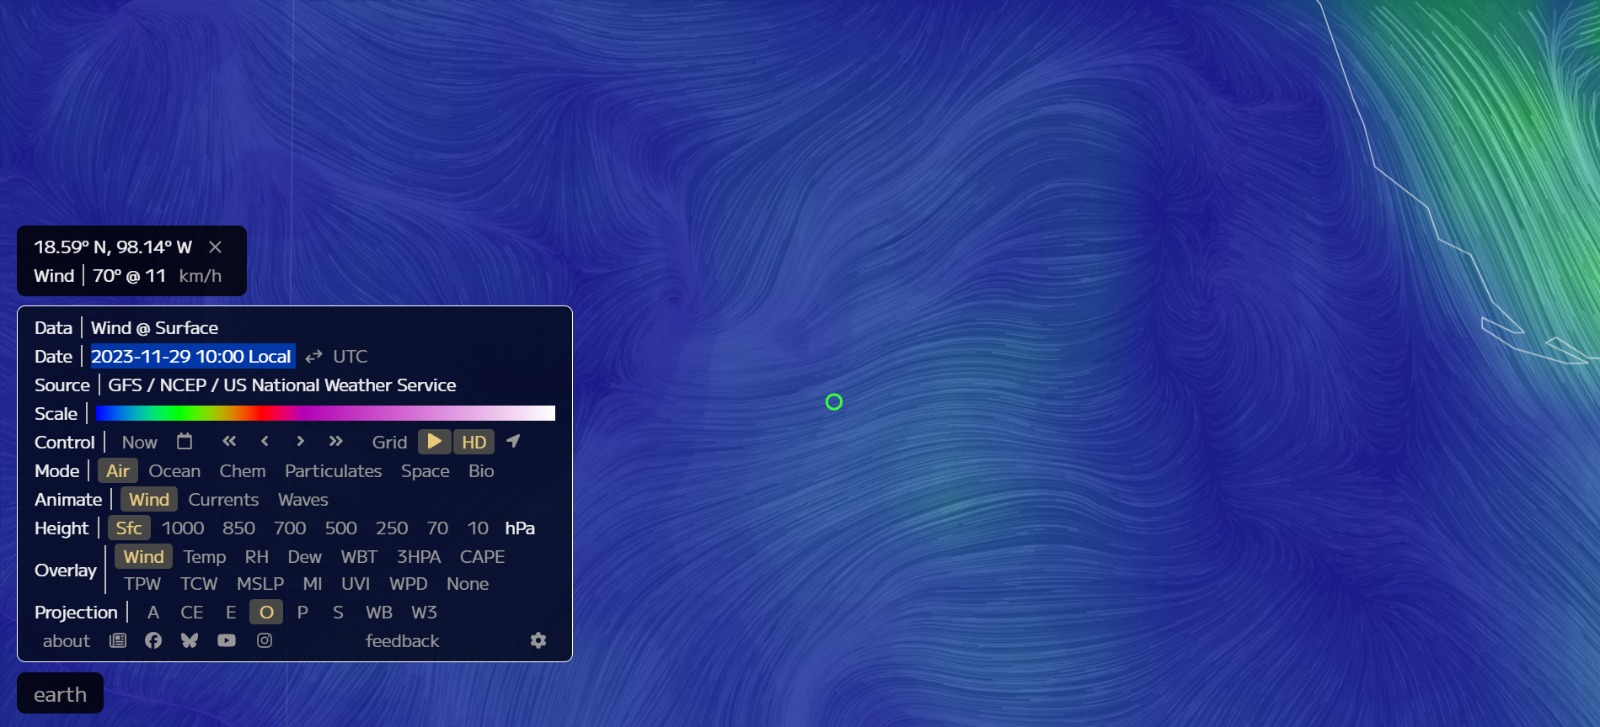 18.59° N, 98.14° W ×
Wind | 70° @ 11 km/h
Data | Wind @ Surface
Date | 2023-11-29 10:00 Local ⇄ UTC
Source | GFS / NCEP / US National Weather Service
Scale |
Control | Now « ‹ › » Grid ▶ HD
Mode | Air Ocean Chem Particulates Space Bio
Animate | Wind Currents Waves
Height | Sfc 1000 850 700 500 250 70 10 hPa
Overlay | Wind Temp RH Dew WBT 3HPA CAPE
TPW TCW MSLP MI UVI WPD None
Projection | A CE E O P S WB W3
about feedback
earth